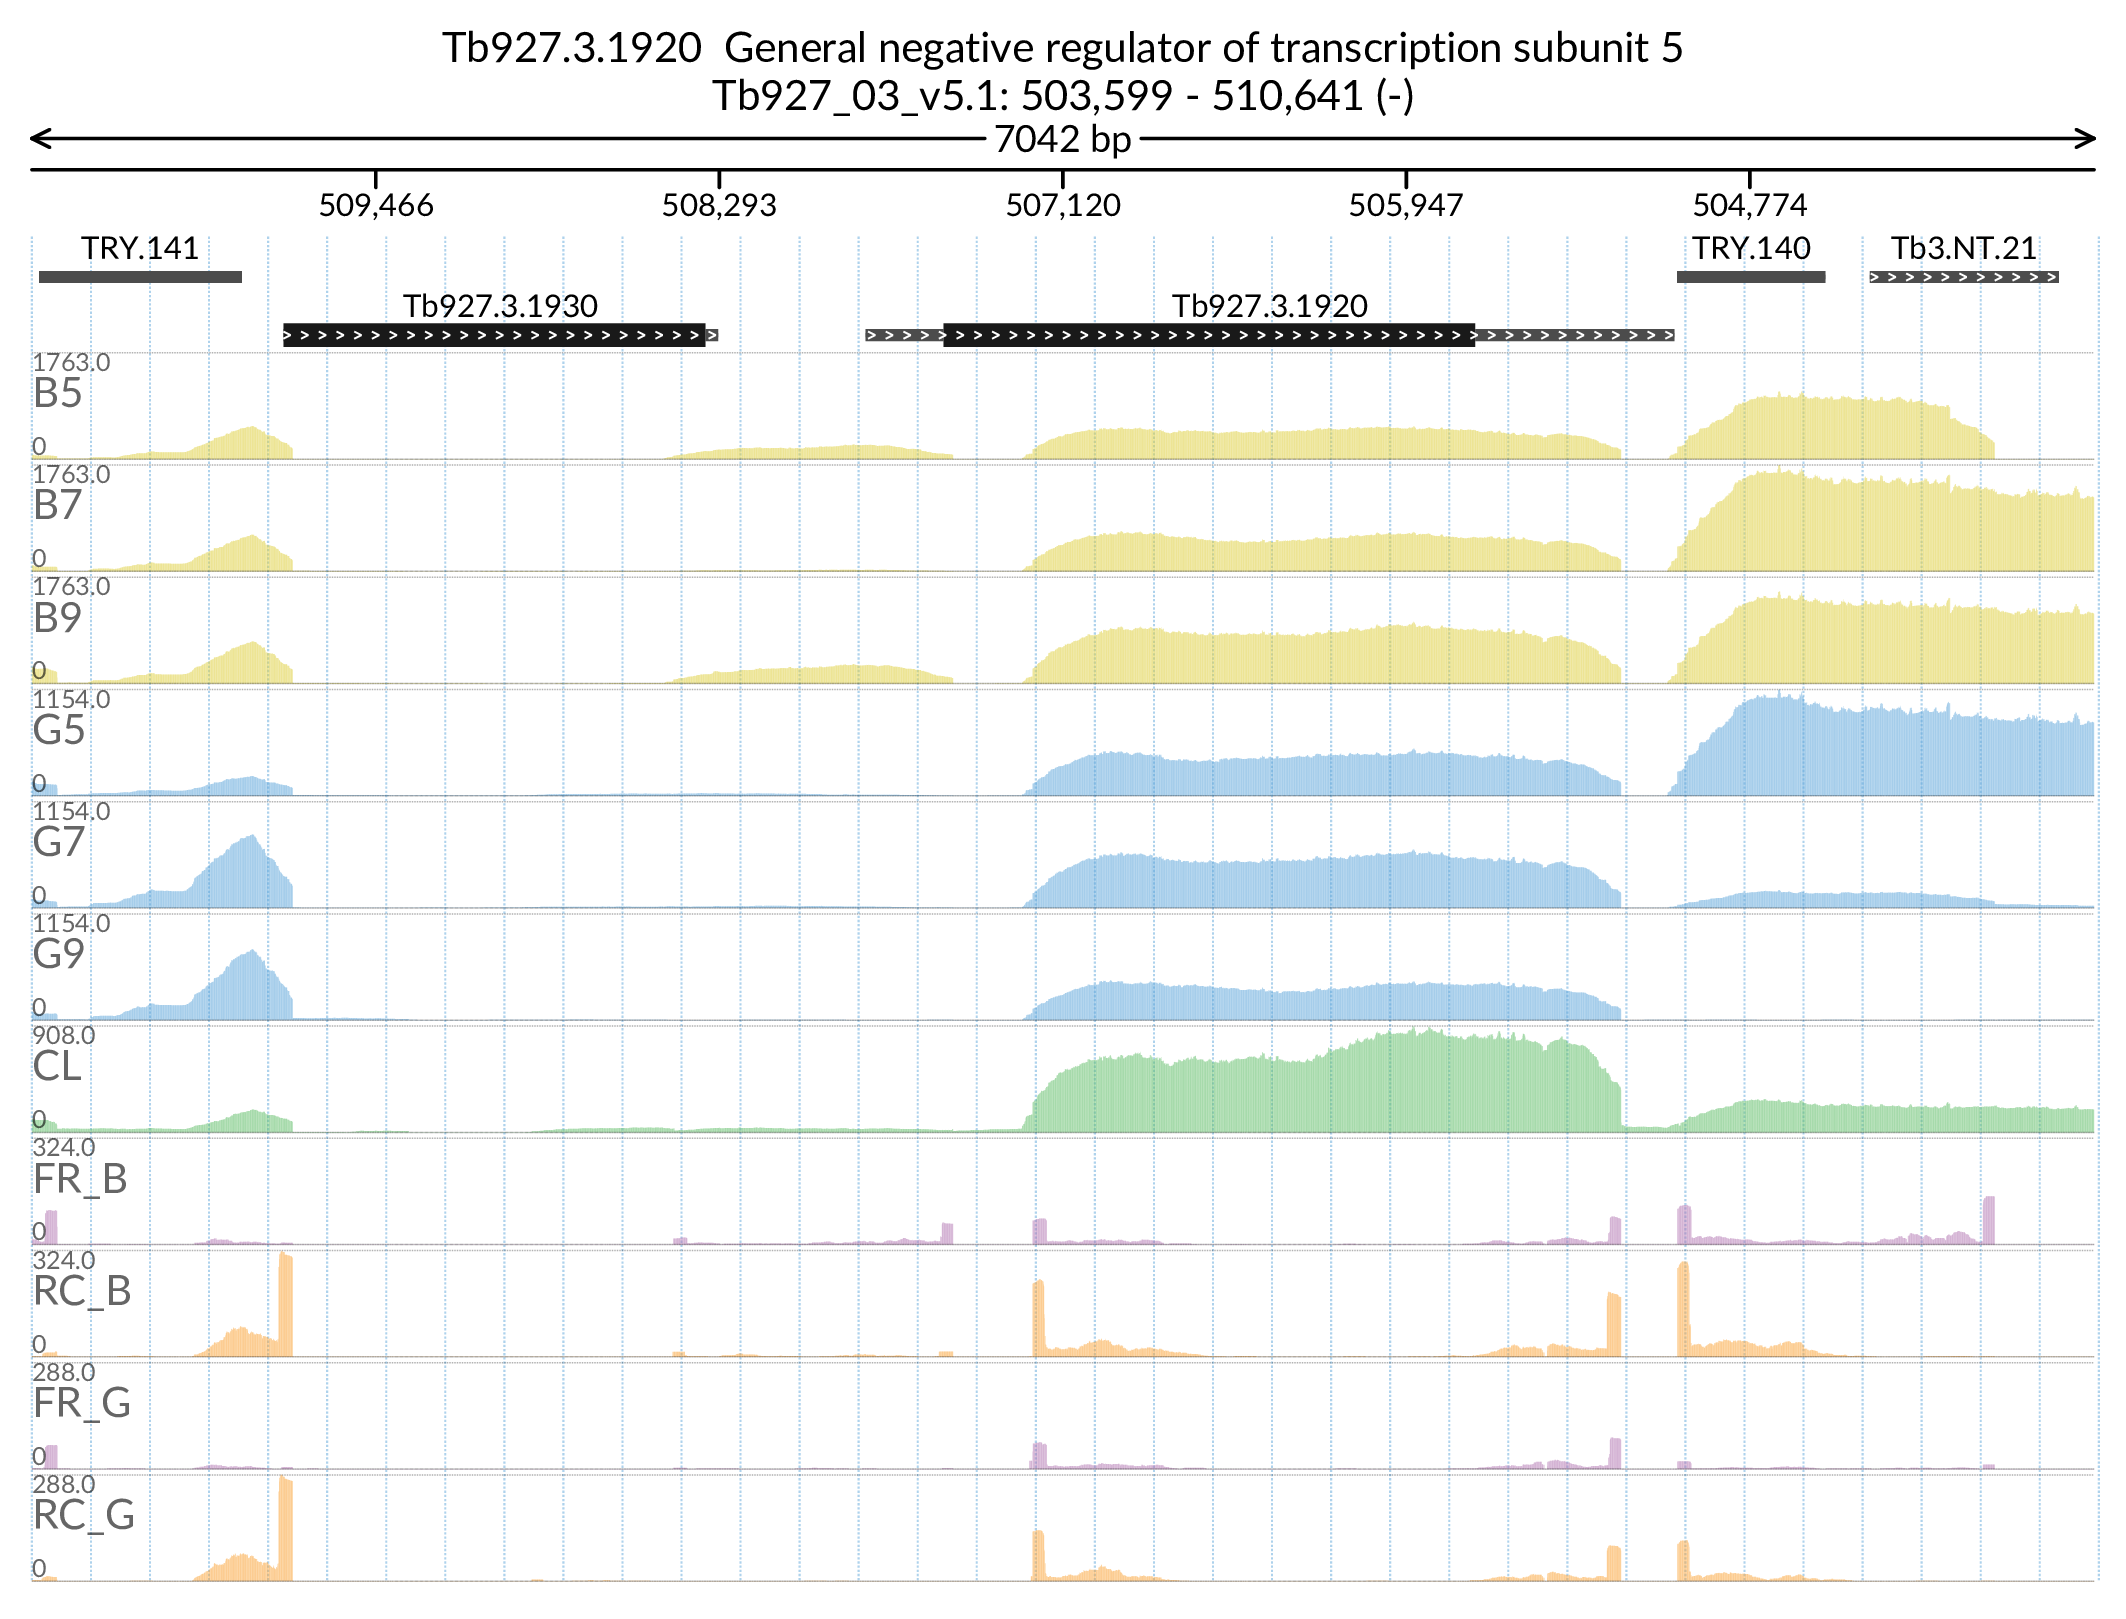 Tb927.3.1920  General negative regulator of transcription subunit 5
Tb927_03_v5.1: 503,599 - 510,641 (-)
7042 bp
509,466 508,293 507,120 505,947 504,774
TRY.141 TRY.140 Tb3.NT.21
Tb927.3.1930 Tb927.3.1920
1763.0
B5
0
1763.0
B7
0
1763.0
B9
0
1154.0
G5
0
1154.0
G7
0
1154.0
G9
0
908.0
CL
0
324.0
FR_B
0
324.0
RC_B
0
288.0
FR_G
0
288.0
RC_G
0